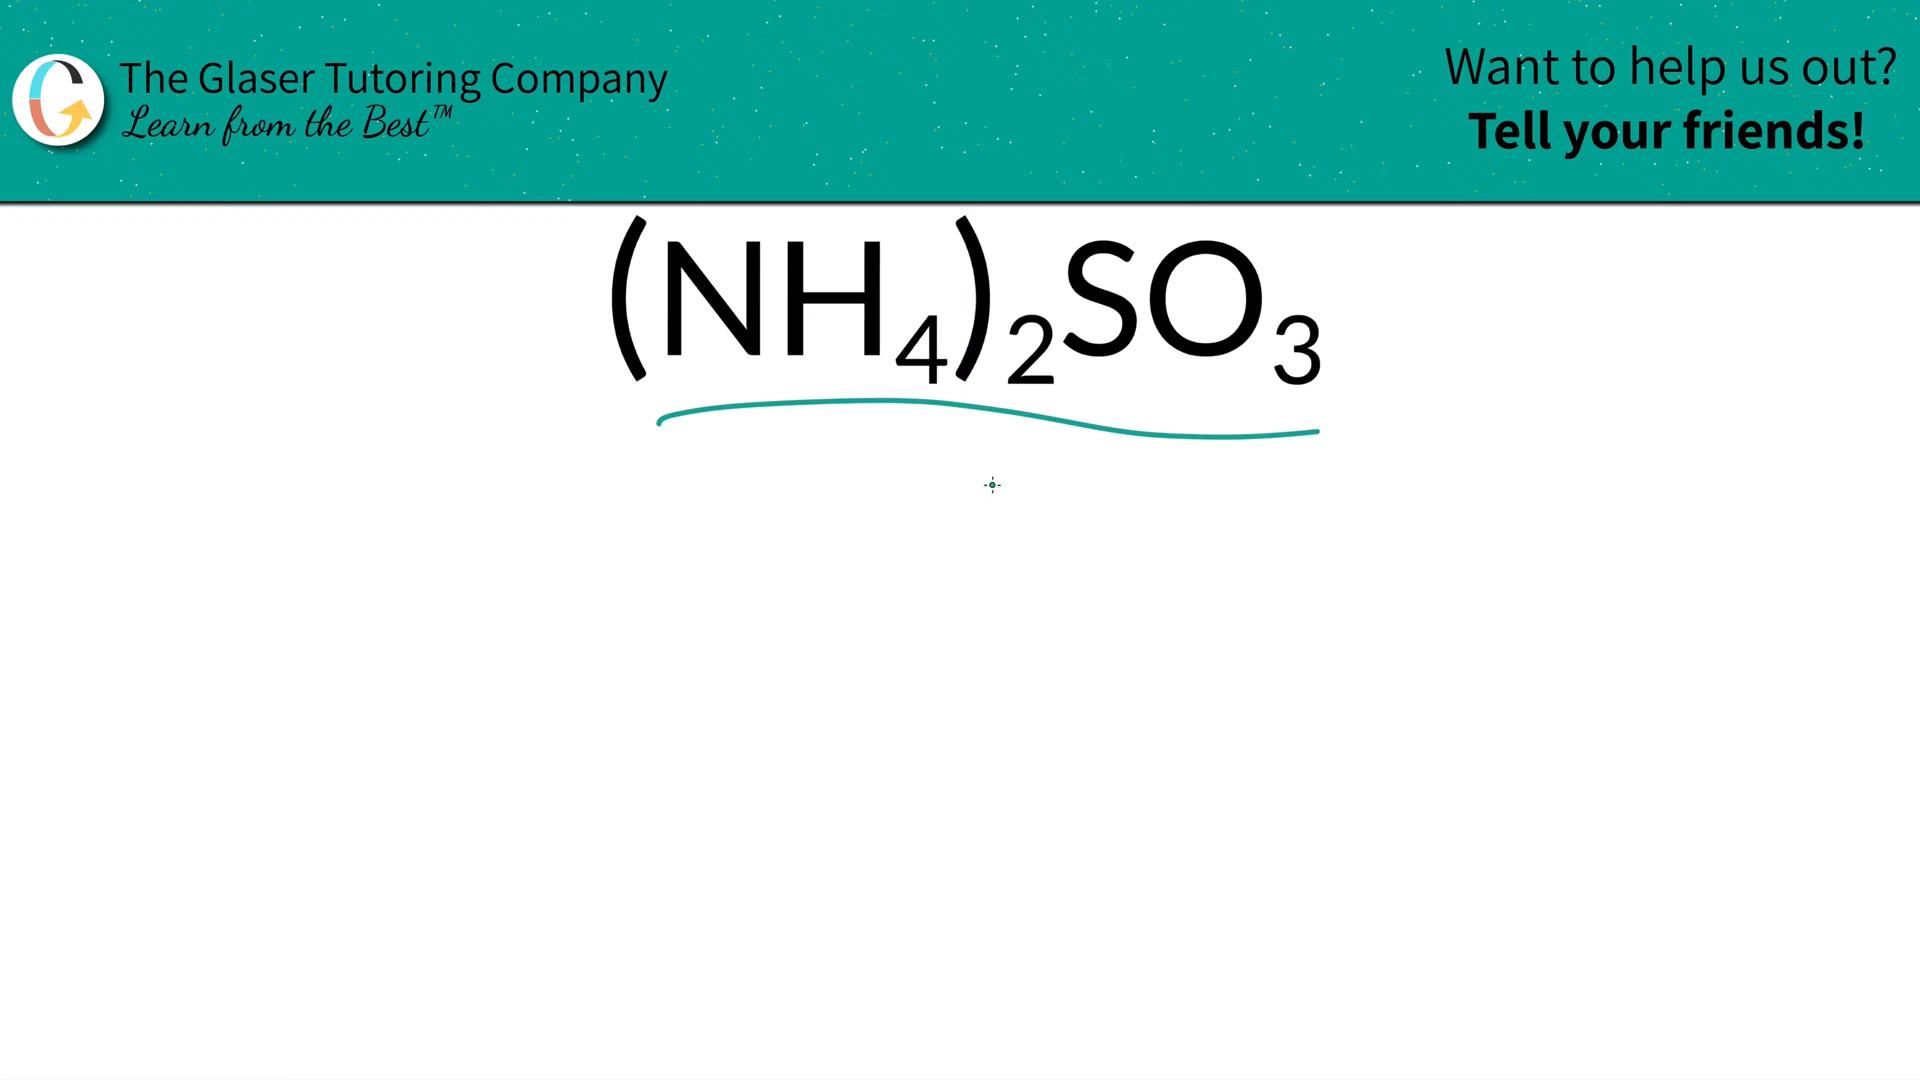 The Glaser Tutoring Company
Learn from the Best™
Want to help us out?
Tell your friends!
(NH₄)₂SO₃